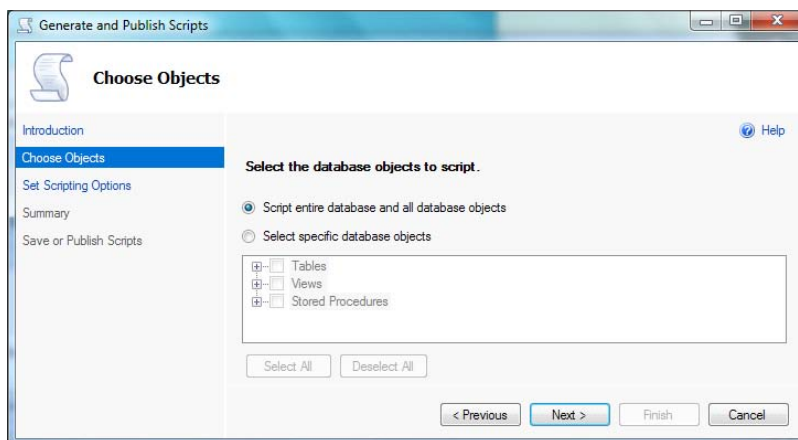 Generate and Publish Scripts
Choose Objects
Introduction
Help
Choose Objects
Select the database objects to script.
Set Scripting Options
Script entire database and all database objects
Summary
Select specific database objects
Save or Publish Scripts
Tables
Views
Stored Procedures
Select All Deselect All
< Previous Next > Finish Cancel